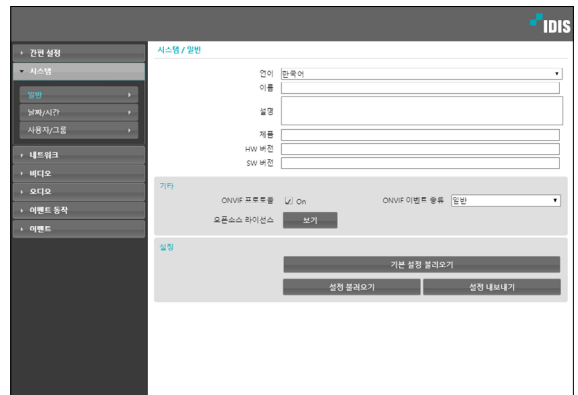 IDIS
간편 설정
시스템
일반
날짜/시간
사용자/그룹
네트워크
비디오
오디오
이벤트 동작
이벤트
시스템 / 일반
언어 한국어
이름
설명
제품
HW 버전
SW 버전
기타
ONVIF 프로토콜 On ONVIF 이벤트 종류 일반
오픈소스 라이선스 보기
설정
기본 설정 불러오기
설정 불러오기 설정 내보내기